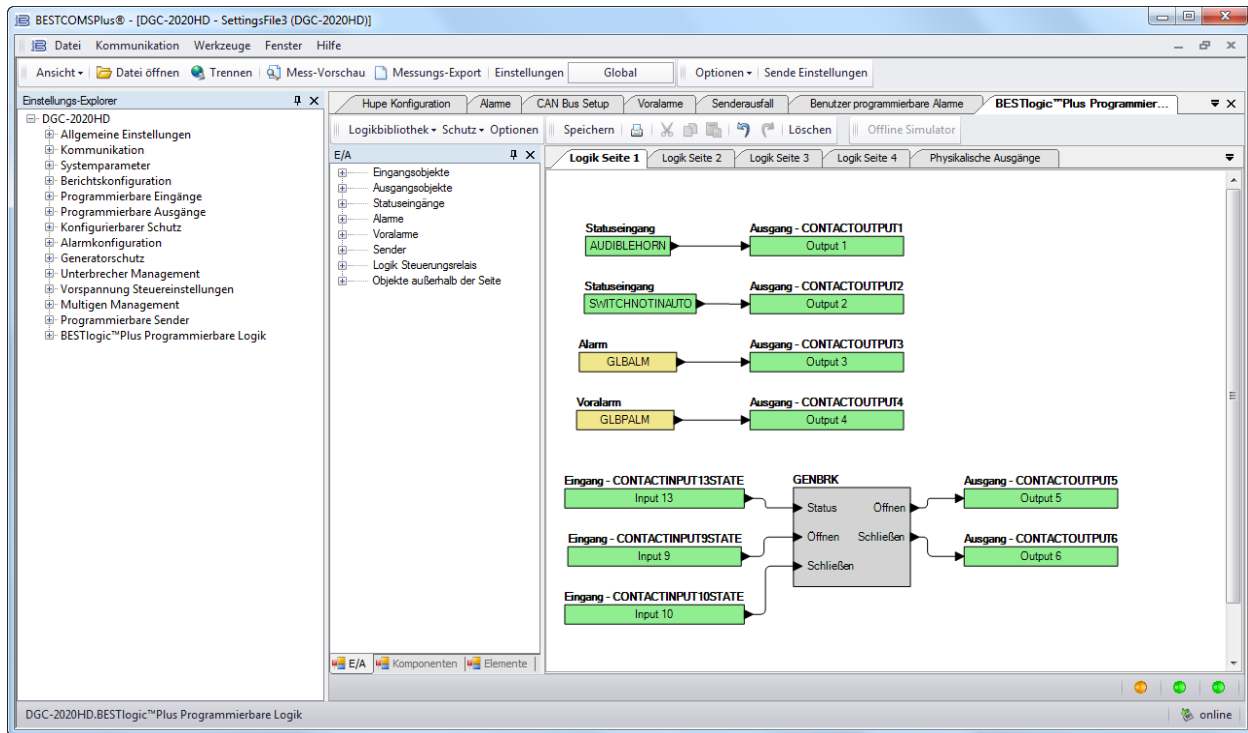 BESTCOMSPlus® - [DGC-2020HD - SettingsFile3 (DGC-2020HD)]
Datei Kommunikation Werkzeuge Fenster Hilfe
Ansicht Datei öffnen Trennen Mess-Vorschau Messungs-Export Einstellungen Global Optionen Sende Einstellungen
Einstellungs-Explorer
DGC-2020HD
Allgemeine Einstellungen
Kommunikation
Systemparameter
Berichtskonfiguration
Programmierbare Eingänge
Programmierbare Ausgänge
Konfigurierbarer Schutz
Alarmkonfiguration
Generatorschutz
Unterbrecher Management
Vorspannung Steuereinstellungen
Multigen Management
Programmierbare Sender
BESTlogic™Plus Programmierbare Logik
Hupe Konfiguration Alarme CAN Bus Setup Voralarme Senderausfall Benutzer programmierbare Alarme BESTlogic™Plus Programmier...
Logikbibliothek Schutz Optionen Speichern Löschen Offline Simulator
E/A
Eingangsobjekte
Ausgangsobjekte
Statuseingänge
Alarme
Voralarme
Sender
Logik Steuerungsrelais
Objekte außerhalb der Seite
E/A Komponenten Elemente
Logik Seite 1 Logik Seite 2 Logik Seite 3 Logik Seite 4 Physikalische Ausgänge
Statuseingang Ausgang - CONTACTOUTPUT1
AUDIBLEHORN Output 1
Statuseingang Ausgang - CONTACTOUTPUT2
SWITCHNOTINAUTO Output 2
Alarm Ausgang - CONTACTOUTPUT3
GLBALM Output 3
Voralarm Ausgang - CONTACTOUTPUT4
GLBPALM Output 4
Eingang - CONTACTINPUT13STATE GENBRK Ausgang - CONTACTOUTPUT5
Input 13 Output 5
Status Öffnen
Eingang - CONTACTINPUT9STATE Öffnen Schließen Ausgang - CONTACTOUTPUT6
Input 9 Output 6
Schließen
Eingang - CONTACTINPUT10STATE
Input 10
DGC-2020HD.BESTlogic™Plus Programmierbare Logik online